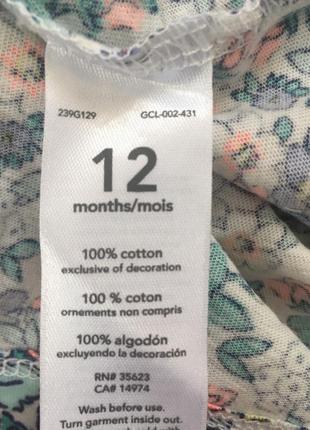 239G129 GCL-002-431
12
months/mois
100% cotton
exclusive of decoration
100 % coton
ornements non compris
100% algodón
excluyendo la decoración
RN# 35623
CA# 14974
Wash before use.
Turn garment inside out.